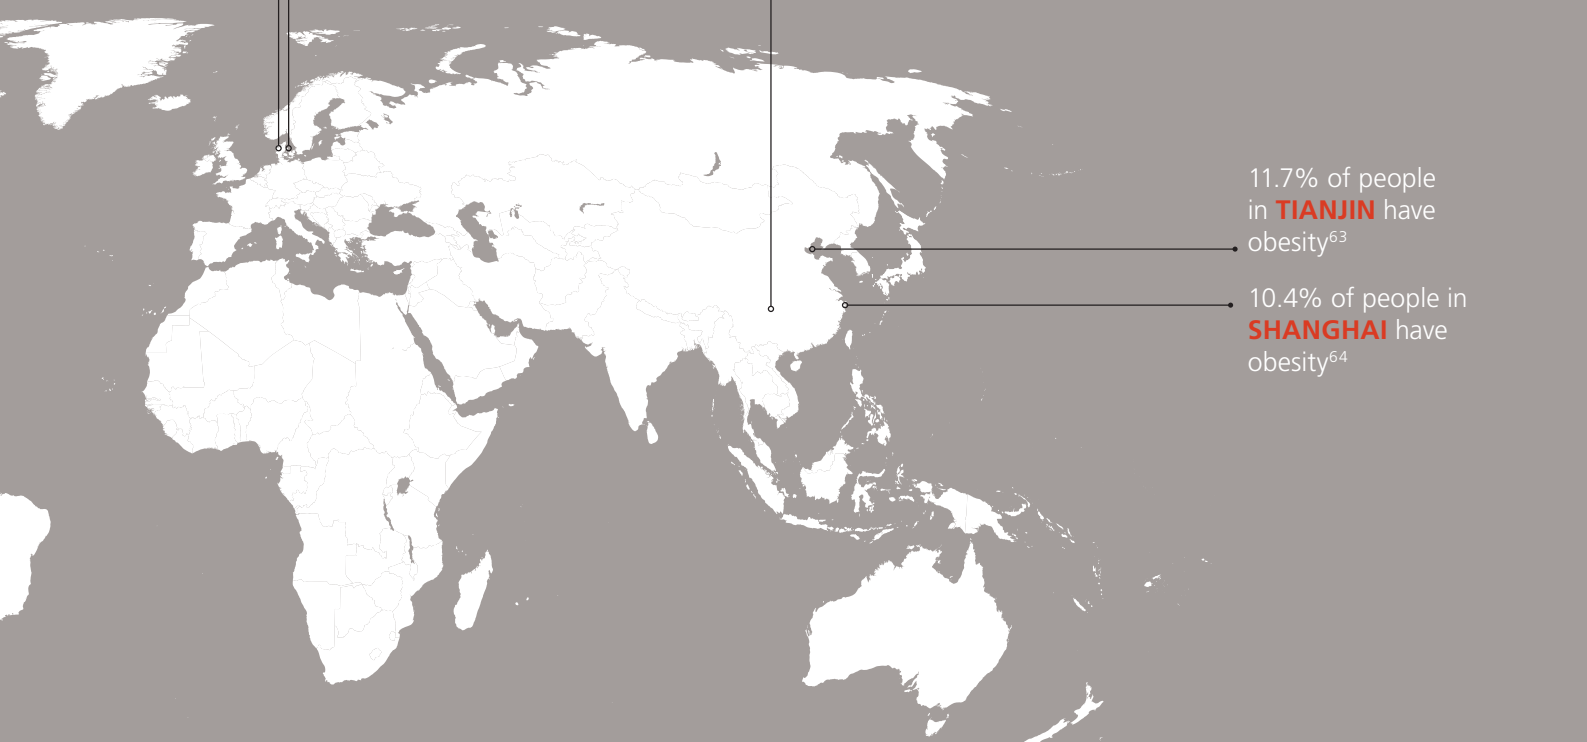 11.7% of people
in TIANJIN have
obesity63
10.4% of people in
SHANGHAI have
obesity64